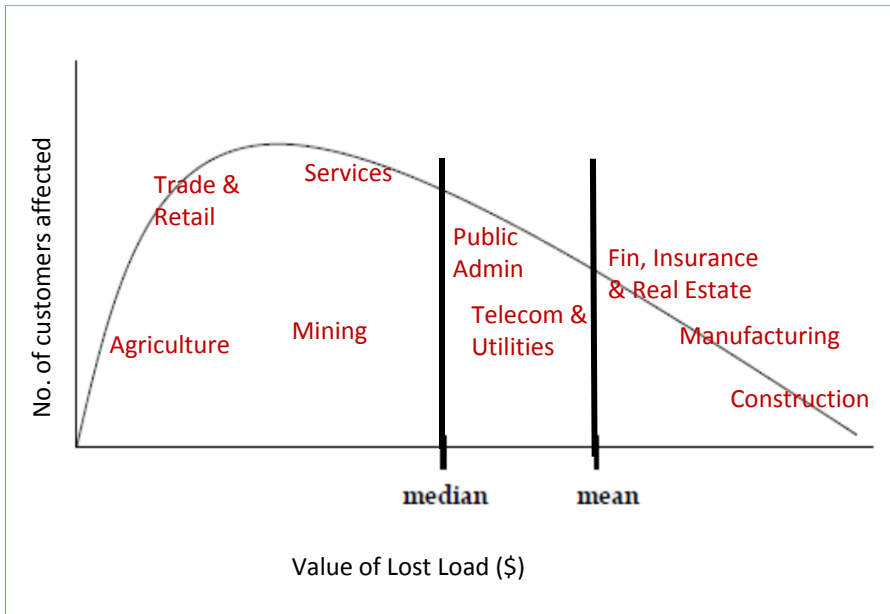 No. of customers affected
Trade &
Retail
Services
Public
Admin
Fin, Insurance
& Real Estate
Agriculture
Mining
Telecom &
Utilities
Manufacturing
Construction
median
mean
Value of Lost Load ($)